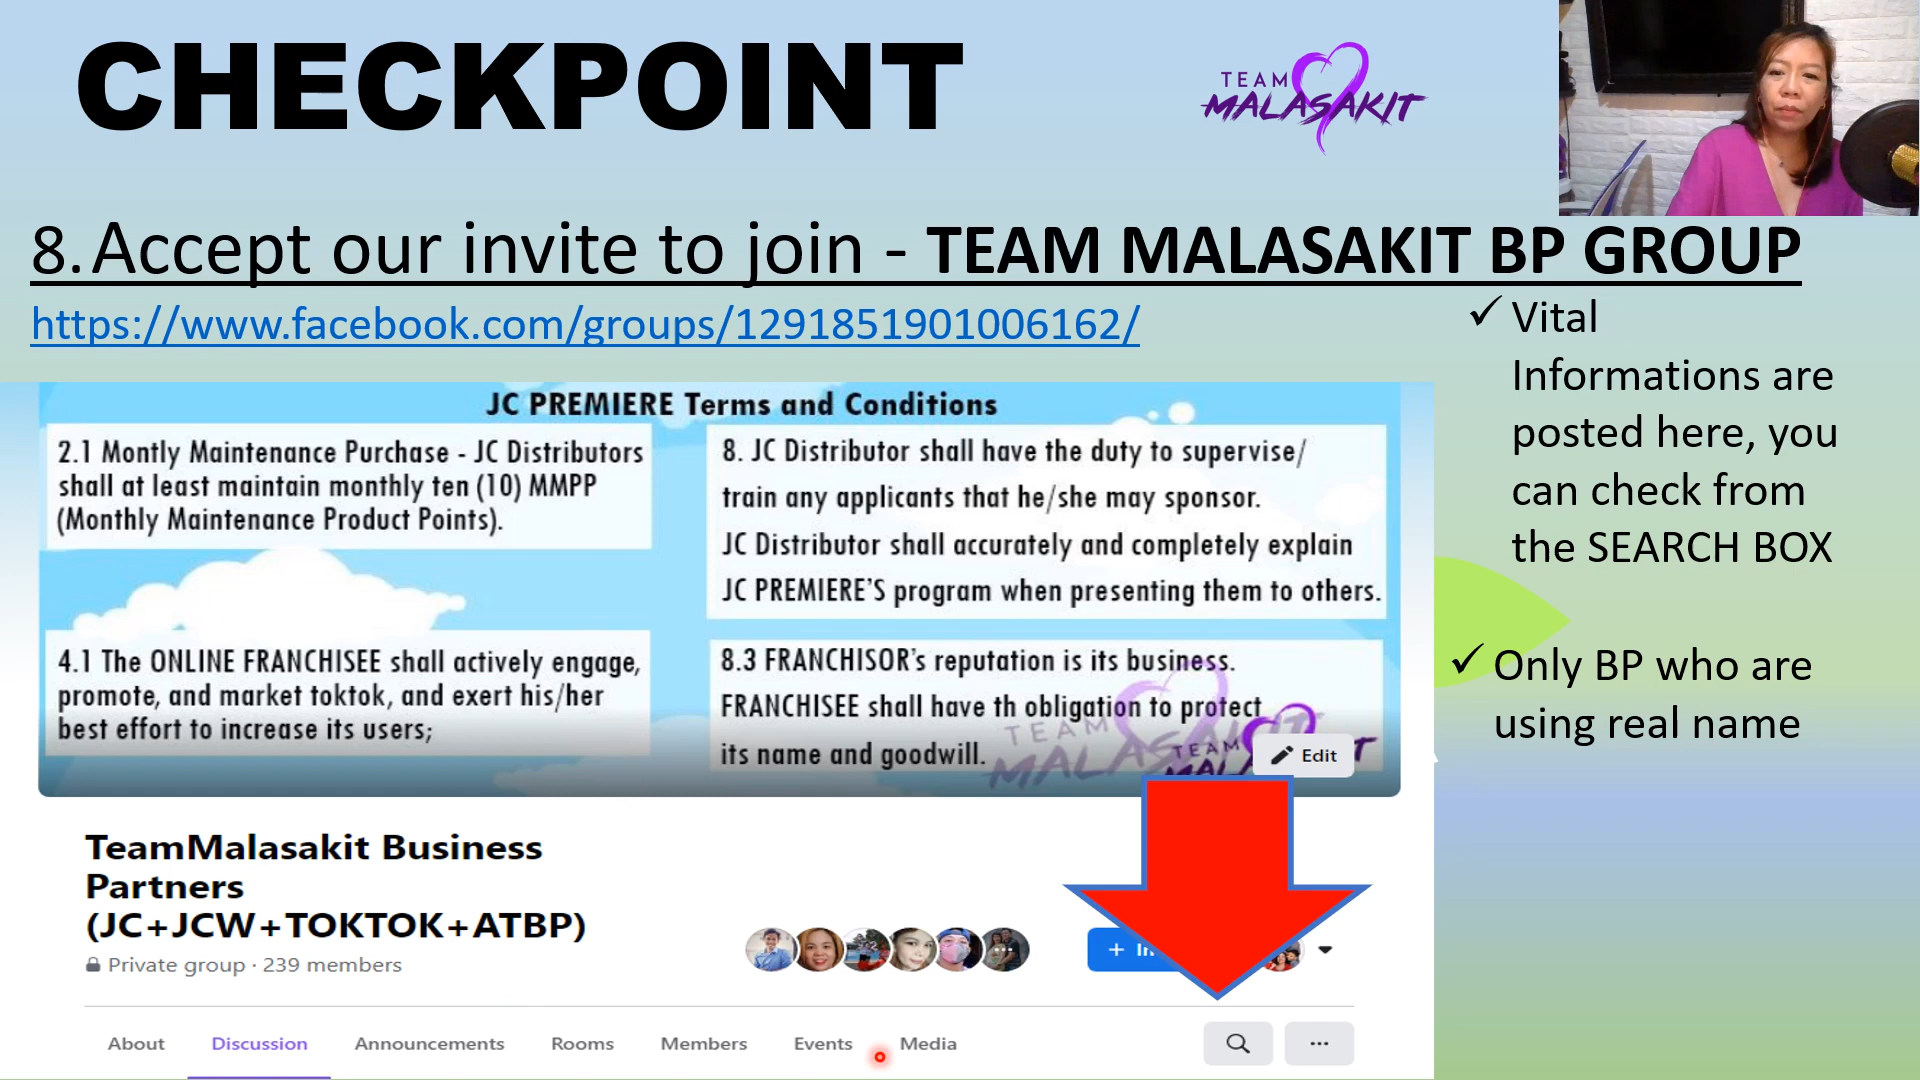 CHECKPOINT
TEAM
MALASAKIT
8. Accept our invite to join - TEAM MALASAKIT BP GROUP
https://www.facebook.com/groups/1291851901006162/
✓ Vital
Informations are
posted here, you
can check from
the SEARCH BOX
✓ Only BP who are
using real name
JC PREMIERE Terms and Conditions
2.1 Montly Maintenance Purchase - JC Distributors
shall at least maintain monthly ten (10) MMPP
(Monthly Maintenance Product Points).
8. JC Distributor shall have the duty to supervise/
train any applicants that he/she may sponsor.
JC Distributor shall accurately and completely explain
JC PREMIERE'S program when presenting them to others.
4.1 The ONLINE FRANCHISEE shall actively engage,
promote, and market toktok, and exert his/her
best effort to increase its users;
8.3 FRANCHISOR's reputation is its business.
FRANCHISEE shall have th obligation to protect
its name and goodwill.
TEAM
MALASAKIT
TEAM
Edit
TeamMalasakit Business
Partners
(JC+JCW+TOKTOK+ATBP)
Private group · 239 members
About
Discussion
Announcements
Rooms
Members
Events
Media